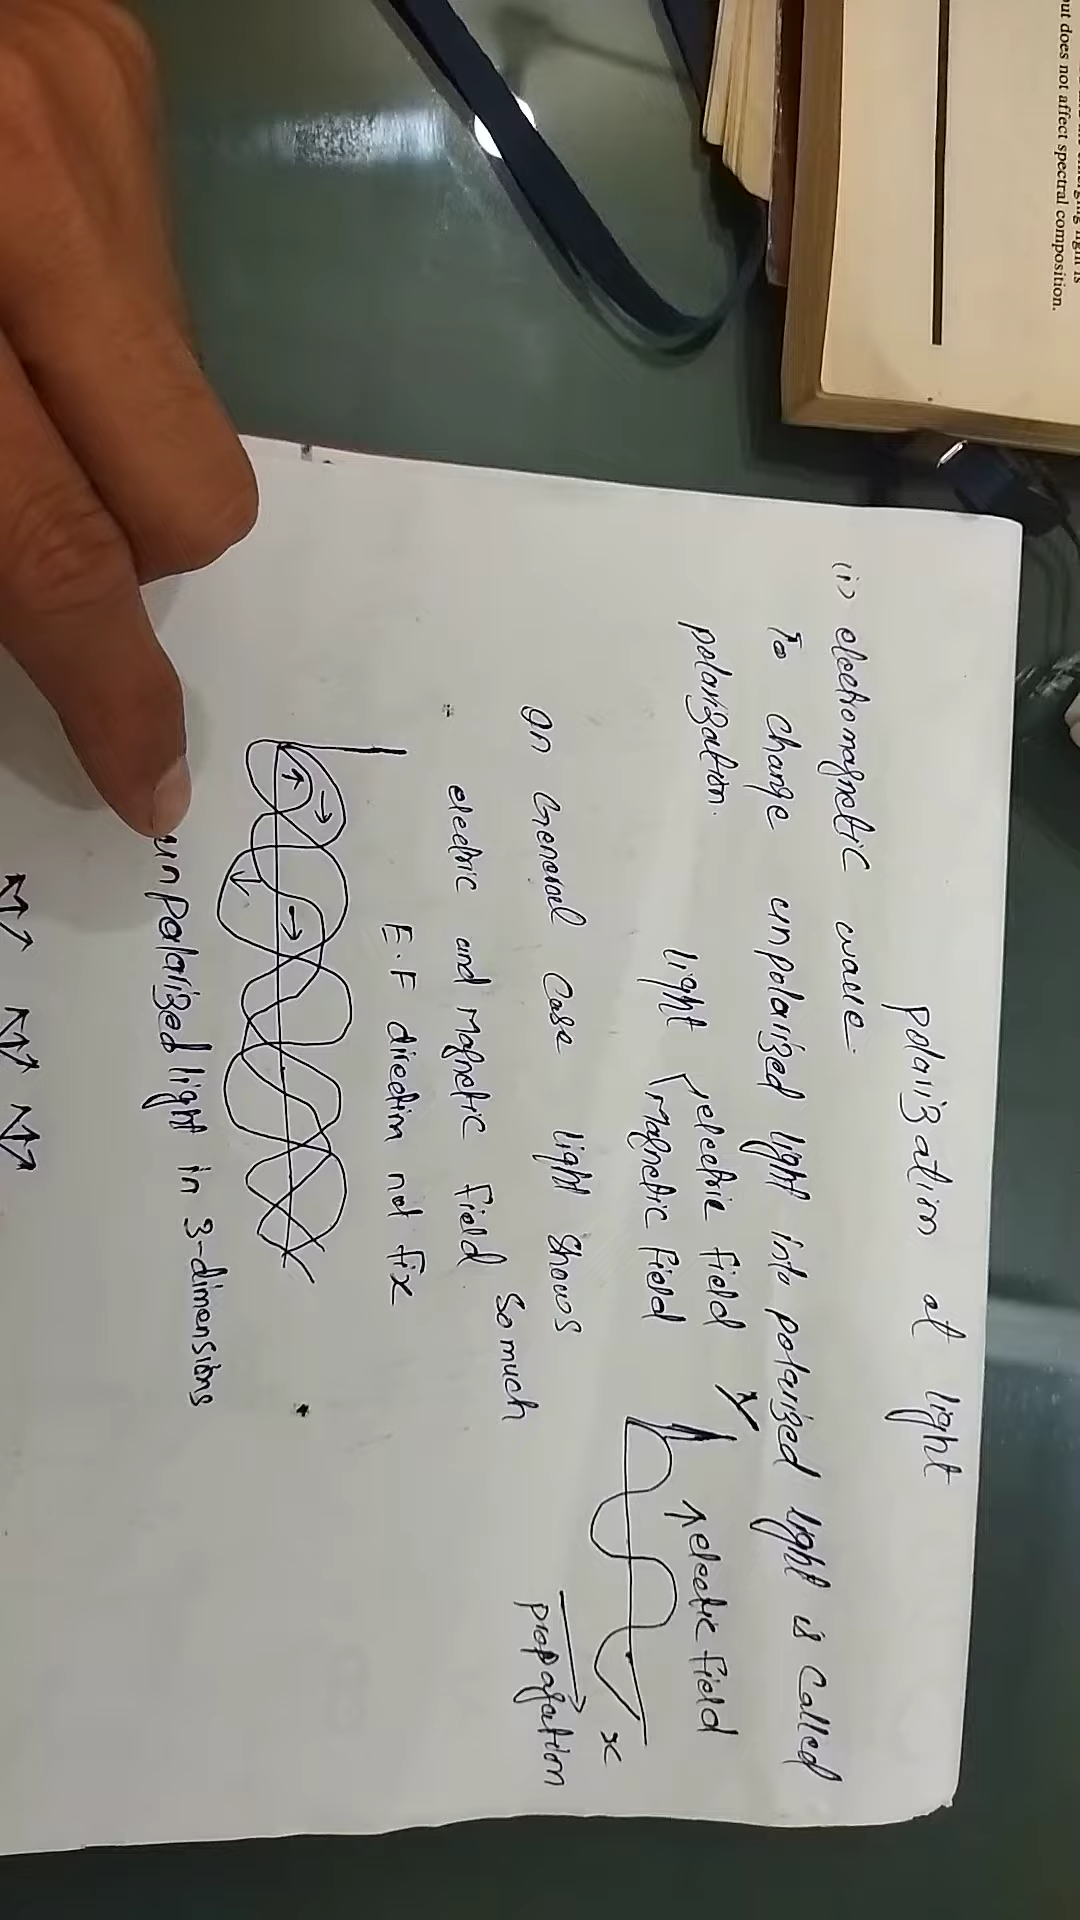 ut does not affect spectral composition.
polarization of light
(i) electromagnetic wave.
To change unpolarized light into polarized light is called
polarization.
light electric field Y
Magnetic field
↑ electric field
x
propagation
In General Case light shows
so much
electric and Magnetic field.
E.F direction not fix
unpolarized light in 3-dimensions